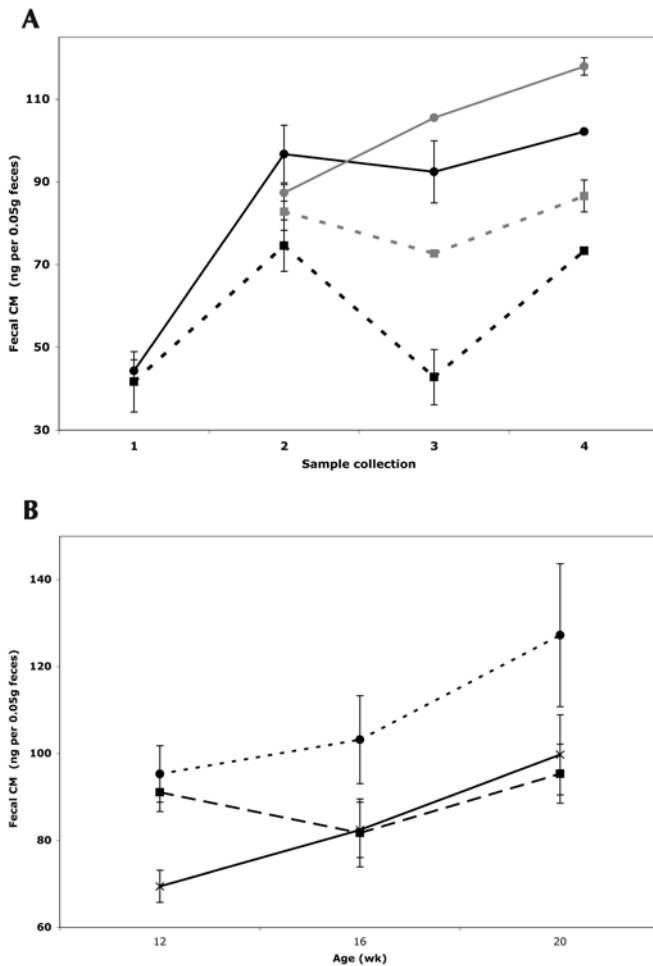 A
110
90
70
50
30
Fecal CM (ng per 0.05g feces)
1 2 3 4
Sample collection
B
140
120
100
80
60
Fecal CM (ng per 0.05g feces)
12 16 20
Age (wk)